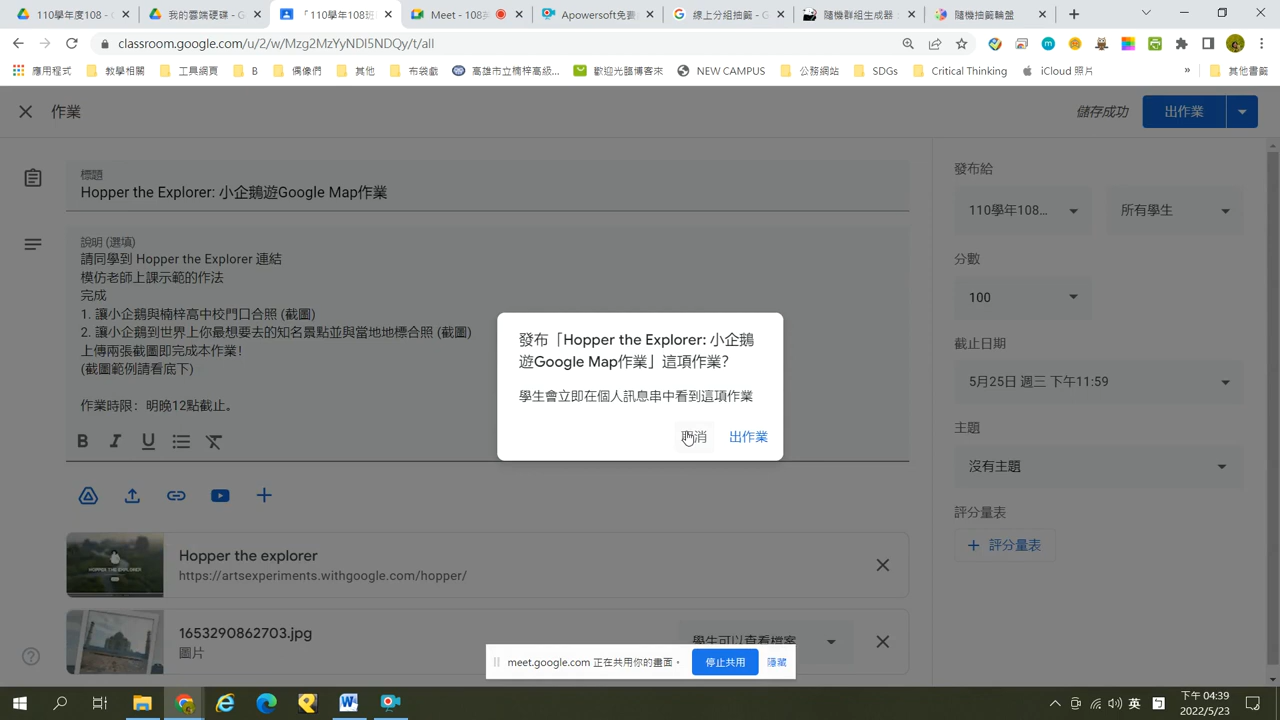 110學年度108 - G
我的雲端硬碟 - G
「110學年108班
Meet - 108英
Apowersoft免費
線上分組抽籤 - G
隨機群組生成器：
隨機抽籤輪盤
classroom.google.com/u/2/w/Mzg2MzYyNDI5NDQy/t/all
應用程式
教學相關
工具網頁
B
偶像們
其他
布袋戲
高雄市立楠梓高級...
歡迎光臨博客來
NEW CAMPUS
公務網站
SDGs
Critical Thinking
iCloud 照片
»
其他書籤
作業
儲存成功
出作業
標題
Hopper the Explorer: 小企鵝遊Google Map作業
說明 (選填)
請同學到 Hopper the Explorer 連結
模仿老師上課示範的作法
完成
1. 讓小企鵝與楠梓高中校門口合照 (截圖)
2. 讓小企鵝到世界上你最想要去的知名景點並與當地地標合照 (截圖)
上傳兩張截圖即完成本作業!
(截圖範例請看底下)
作業時限：明晚12點截止。
B I U
Hopper the explorer
https://artsexperiments.withgoogle.com/hopper/
HOPPER THE EXPLORER
1653290862703.jpg
圖片
學生可以查看檔案
發布給
110學年108...
所有學生
分數
100
截止日期
5月25日 週三 下午11:59
主題
沒有主題
評分量表
+ 評分量表
發布「Hopper the Explorer: 小企鵝
遊Google Map作業」這項作業?
學生會立即在個人訊息串中看到這項作業
取消
出作業
meet.google.com 正在共用你的畫面。
停止共用
隱藏
英
下午 04:39
2022/5/23